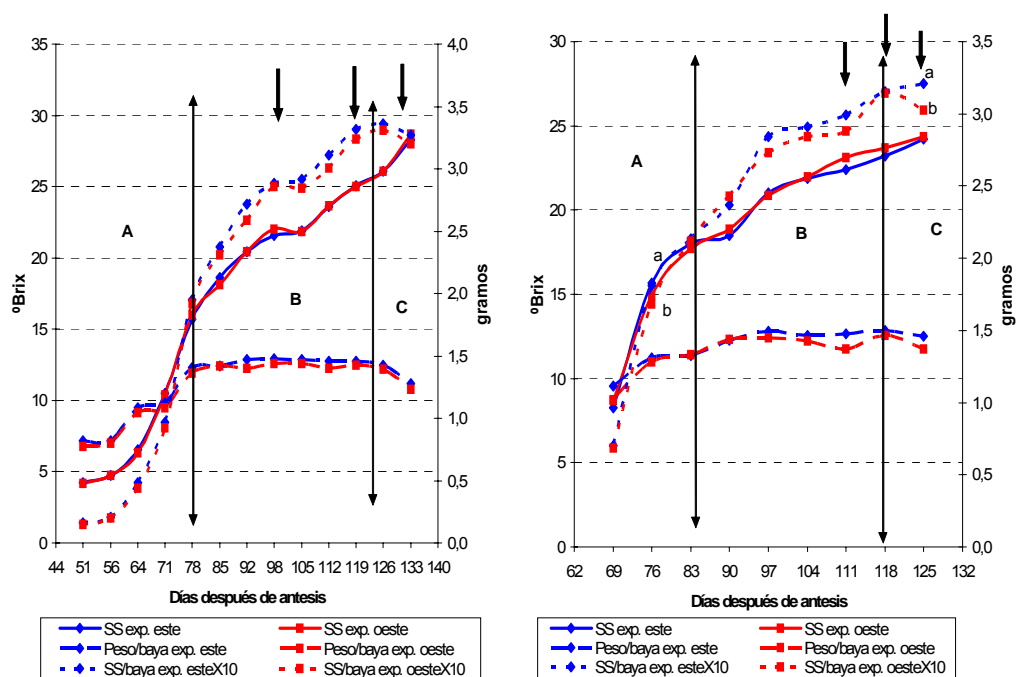 35
30
25
20
15
10
5
0
ºBrix
4,0
3,5
3,0
2,5
2,0
1,5
1,0
0,5
0,0
gramos
A
B
C
44 51 56 64 71 78 85 92 98 105 112 119 126 133 140
Días después de antesis
SS exp. este
SS exp. oeste
Peso/baya exp. este
Peso/baya exp. oeste
SS/baya exp. esteX10
SS/baya exp. oesteX10
30
25
20
15
10
5
0
ºBrix
3,5
3,0
2,5
2,0
1,5
1,0
0,5
0,0
gramos
a
b
A
B
C
a
b
62 69 76 83 90 97 104 111 118 125 132
Días después de antesis
SS exp. este
SS exp. oeste
Peso/baya exp. este
Peso/baya exp. oeste
SS/baya exp. esteX10
SS/baya exp. oesteX10